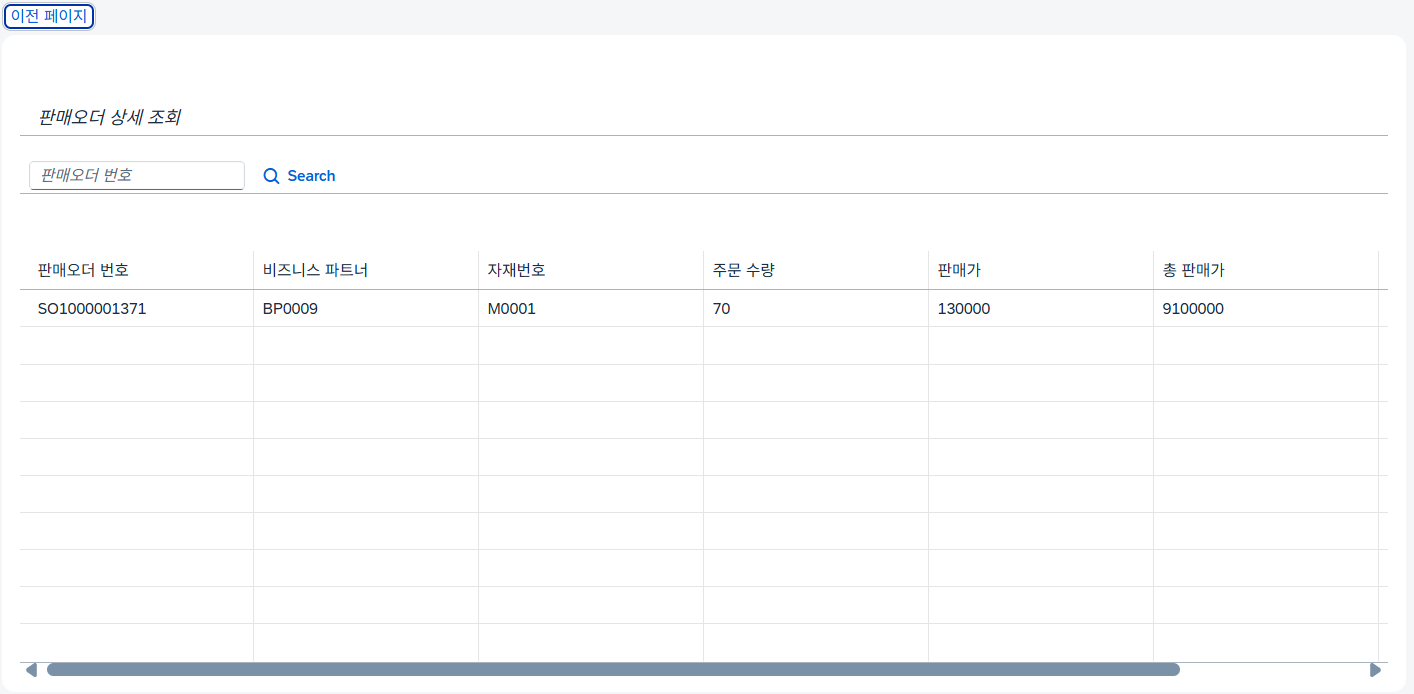 이전 페이지
판매오더 상세 조회
판매오더 번호 Search
판매오더 번호 비즈니스 파트너 자재번호 주문 수량 판매가 총 판매가
SO1000001371 BP0009 M0001 70 130000 9100000